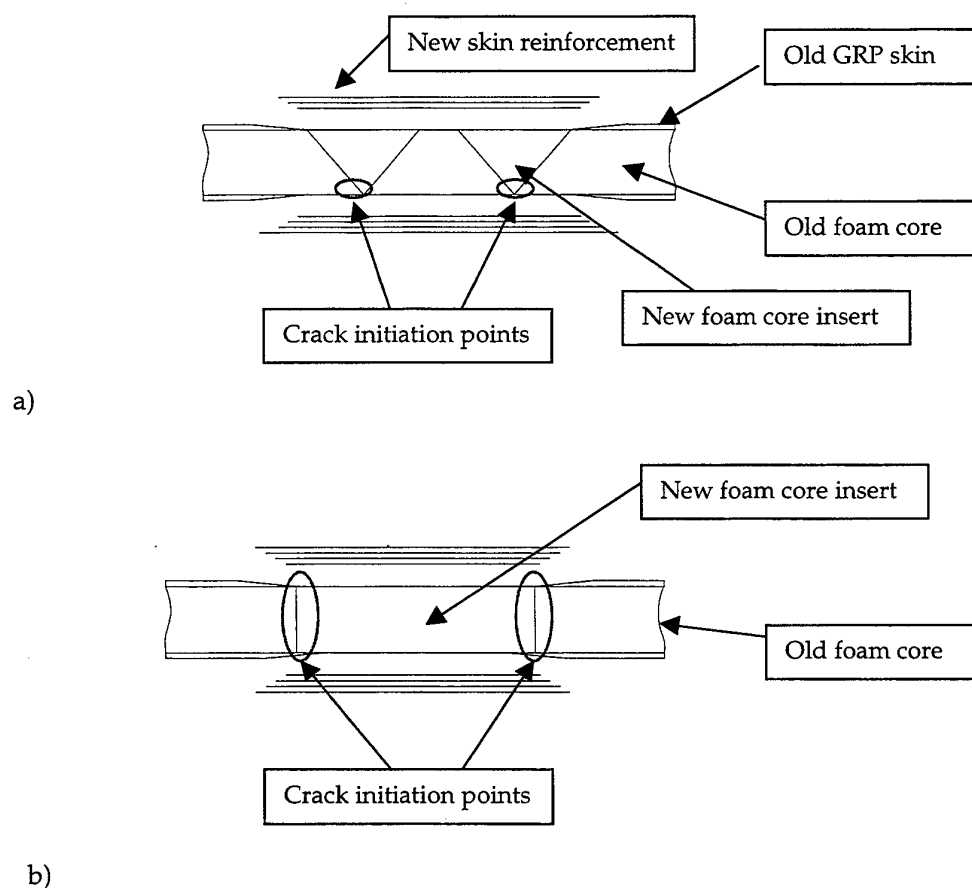 New skin reinforcement
Old GRP skin
Old foam core
New foam core insert
Crack initiation points
a)
New foam core insert
Old foam core
Crack initiation points
b)